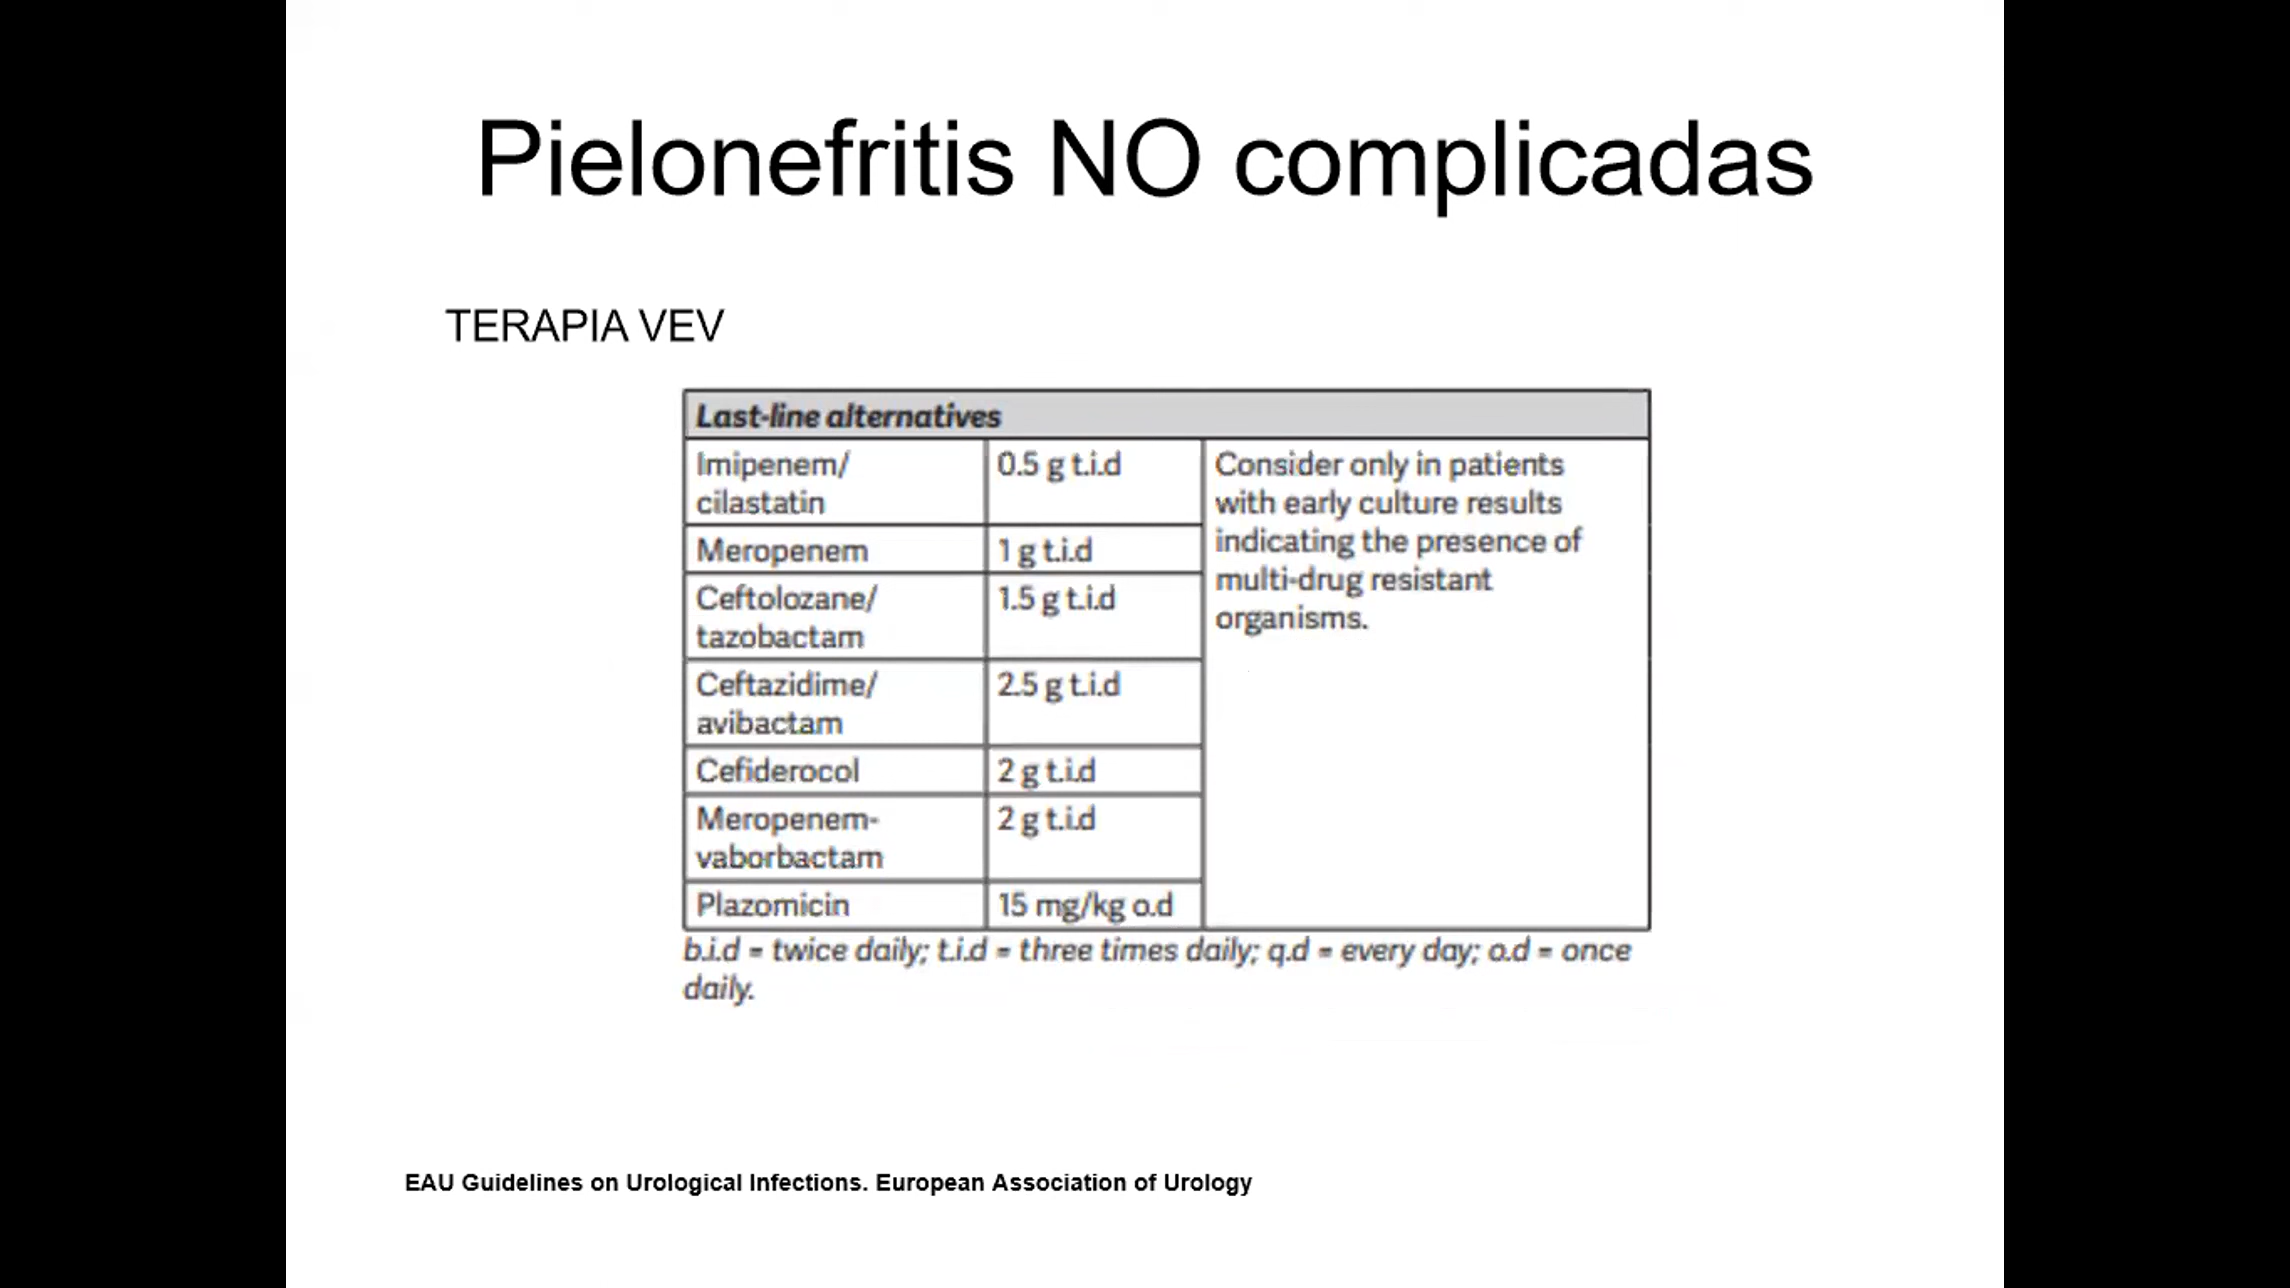 Pielonefritis NO complicadas
TERAPIA VEV
Last-line alternatives
Imipenem/
cilastatin
0.5 g t.i.d
Consider only in patients
with early culture results
indicating the presence of
multi-drug resistant
organisms.
Meropenem
1 g t.i.d
Ceftolozane/
tazobactam
1.5 g t.i.d
Ceftazidime/
avibactam
2.5 g t.i.d
Cefiderocol
2 g t.i.d
Meropenem-
vaborbactam
2 g t.i.d
Plazomicin
15 mg/kg o.d
b.i.d = twice daily; t.i.d = three times daily; q.d = every day; o.d = once
daily.
EAU Guidelines on Urological Infections. European Association of Urology